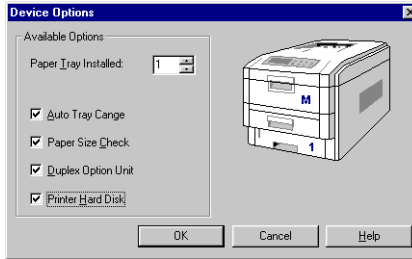 Device Options
Available Options
Paper Tray Installed: 1
M
Auto Tray Cange
Paper Size Check
1
Duplex Option Unit
Printer Hard Disk
OK Cancel Help